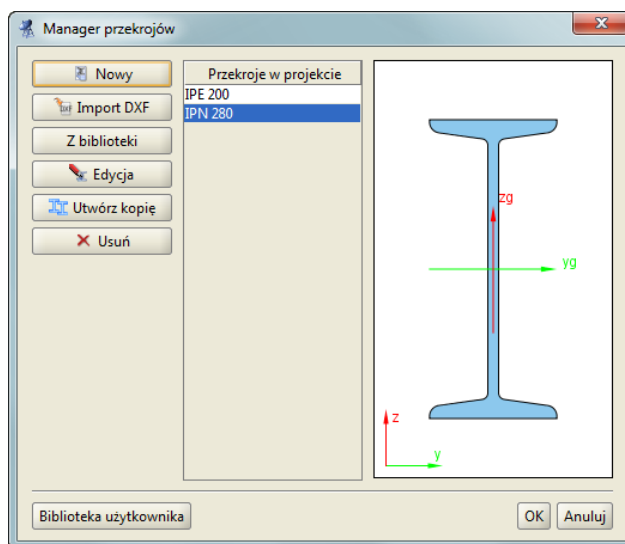 Manager przekrojów
Nowy
Import DXF
Z biblioteki
Edycja
Utwórz kopię
Usuń
Przekroje w projekcie
IPE 200
IPN 280
zg
yg
z
y
Biblioteka użytkownika
OK
Anuluj